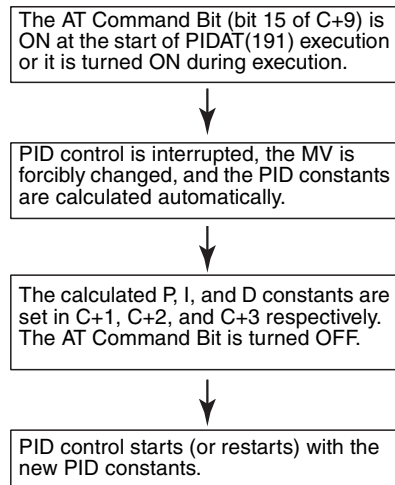 The AT Command Bit (bit 15 of C+9) is
ON at the start of PIDAT(191) execution
or it is turned ON during execution.
PID control is interrupted, the MV is
forcibly changed, and the PID constants
are calculated automatically.
The calculated P, I, and D constants are
set in C+1, C+2, and C+3 respectively.
The AT Command Bit is turned OFF.
PID control starts (or restarts) with the
new PID constants.